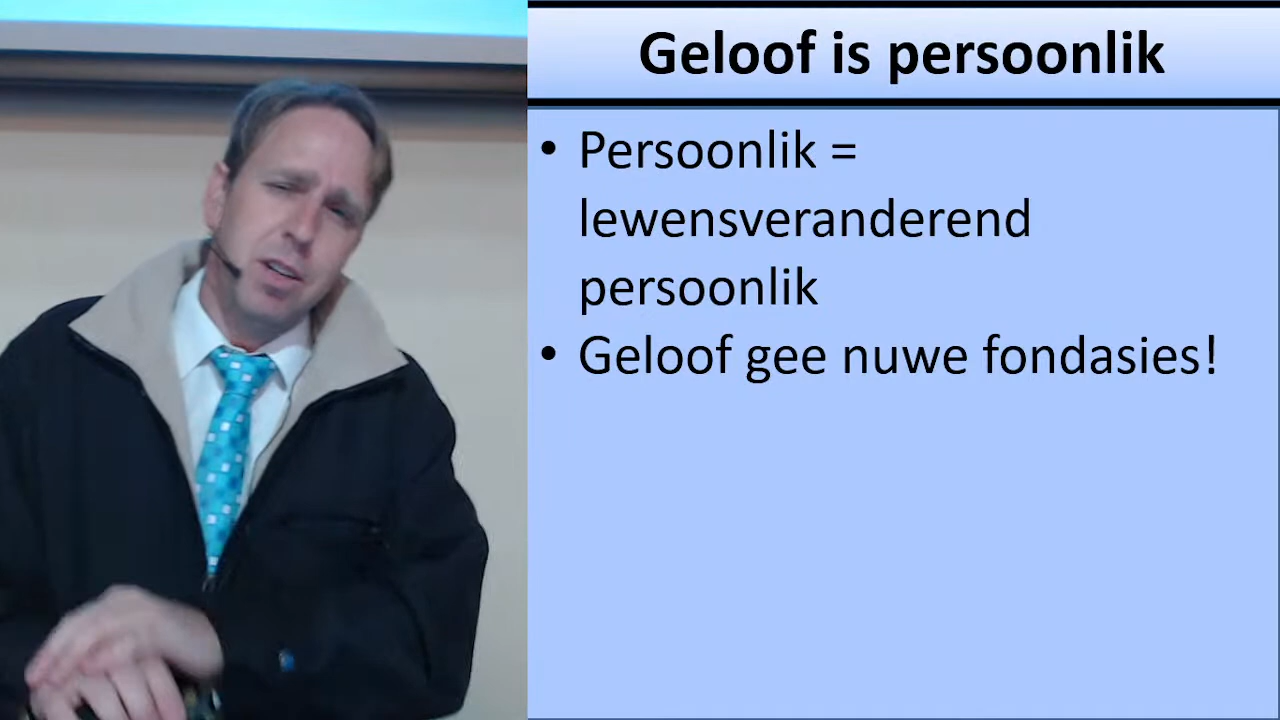 Geloof is persoonlik
• Persoonlik =
lewensveranderend
persoonlik
• Geloof gee nuwe fondasies!